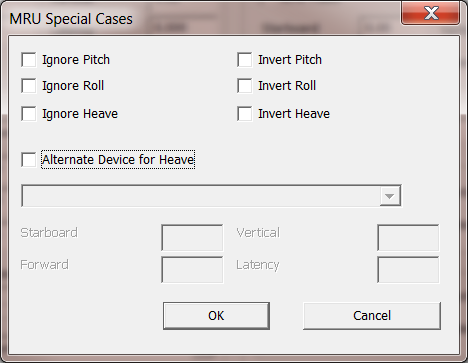 MRU Special Cases
Ignore Pitch Invert Pitch
Ignore Roll Invert Roll
Ignore Heave Invert Heave
Alternate Device for Heave
Starboard Vertical
Forward Latency
OK Cancel